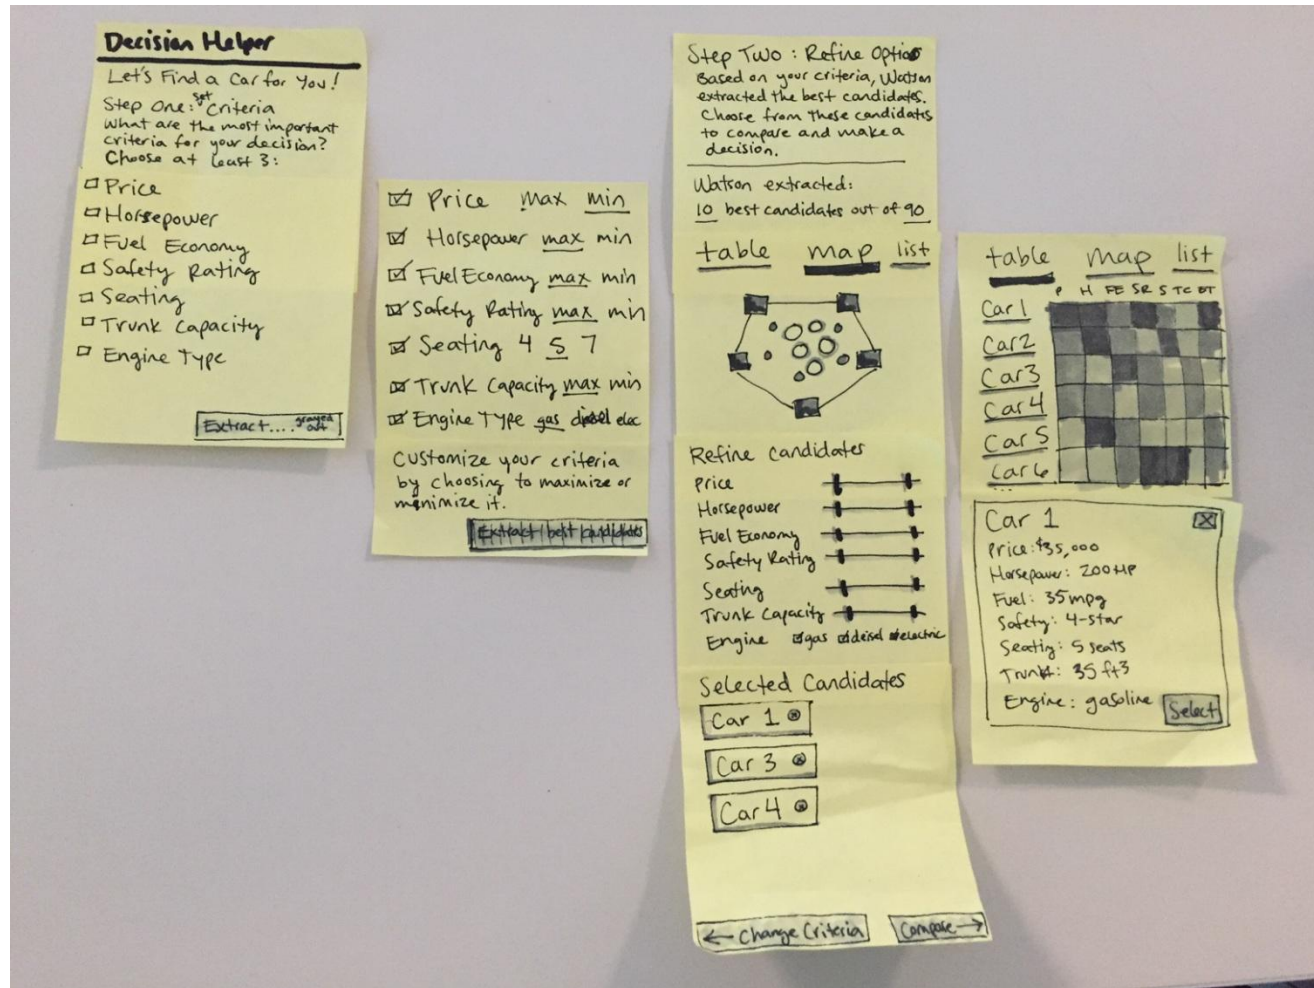 Decision Helper
Let's Find a Car for You!
Step One: set Criteria
What are the most important
criteria for your decision?
Choose at least 3:
Price
Horsepower
Fuel Economy
Safety Rating
Seating
Trunk Capacity
Engine Type
Extract.... grayed out
Price max min
Horsepower max min
Fuel Economy max min
Safety Rating max min
Seating 4 5 7
Trunk Capacity max min
Engine Type gas diesel elec
Customize your criteria
by choosing to maximize or
minimize it.
Extract best candidates
Step Two: Refine Options
Based on your criteria, Watson
extracted the best candidates.
Choose from these candidates
to compare and make a
decision.
Watson extracted:
10 best candidates out of 90
table map list
Refine Candidates
Price
Horsepower
Fuel Economy
Safety Rating
Seating
Trunk Capacity
Engine gas deisel electric
Selected Candidates
Car 1
Car 3
Car 4
← Change Criteria
Compare →
table map list
P H FE SR S TC ET
Car 1
Car 2
Car 3
Car 4
Car 5
Car 6
...
Car 1
Price: $35,000
Horsepower: 200 HP
Fuel: 35 mpg
Safety: 4-star
Seating: 5 seats
Trunk: 35 ft3
Engine: gasoline
Select